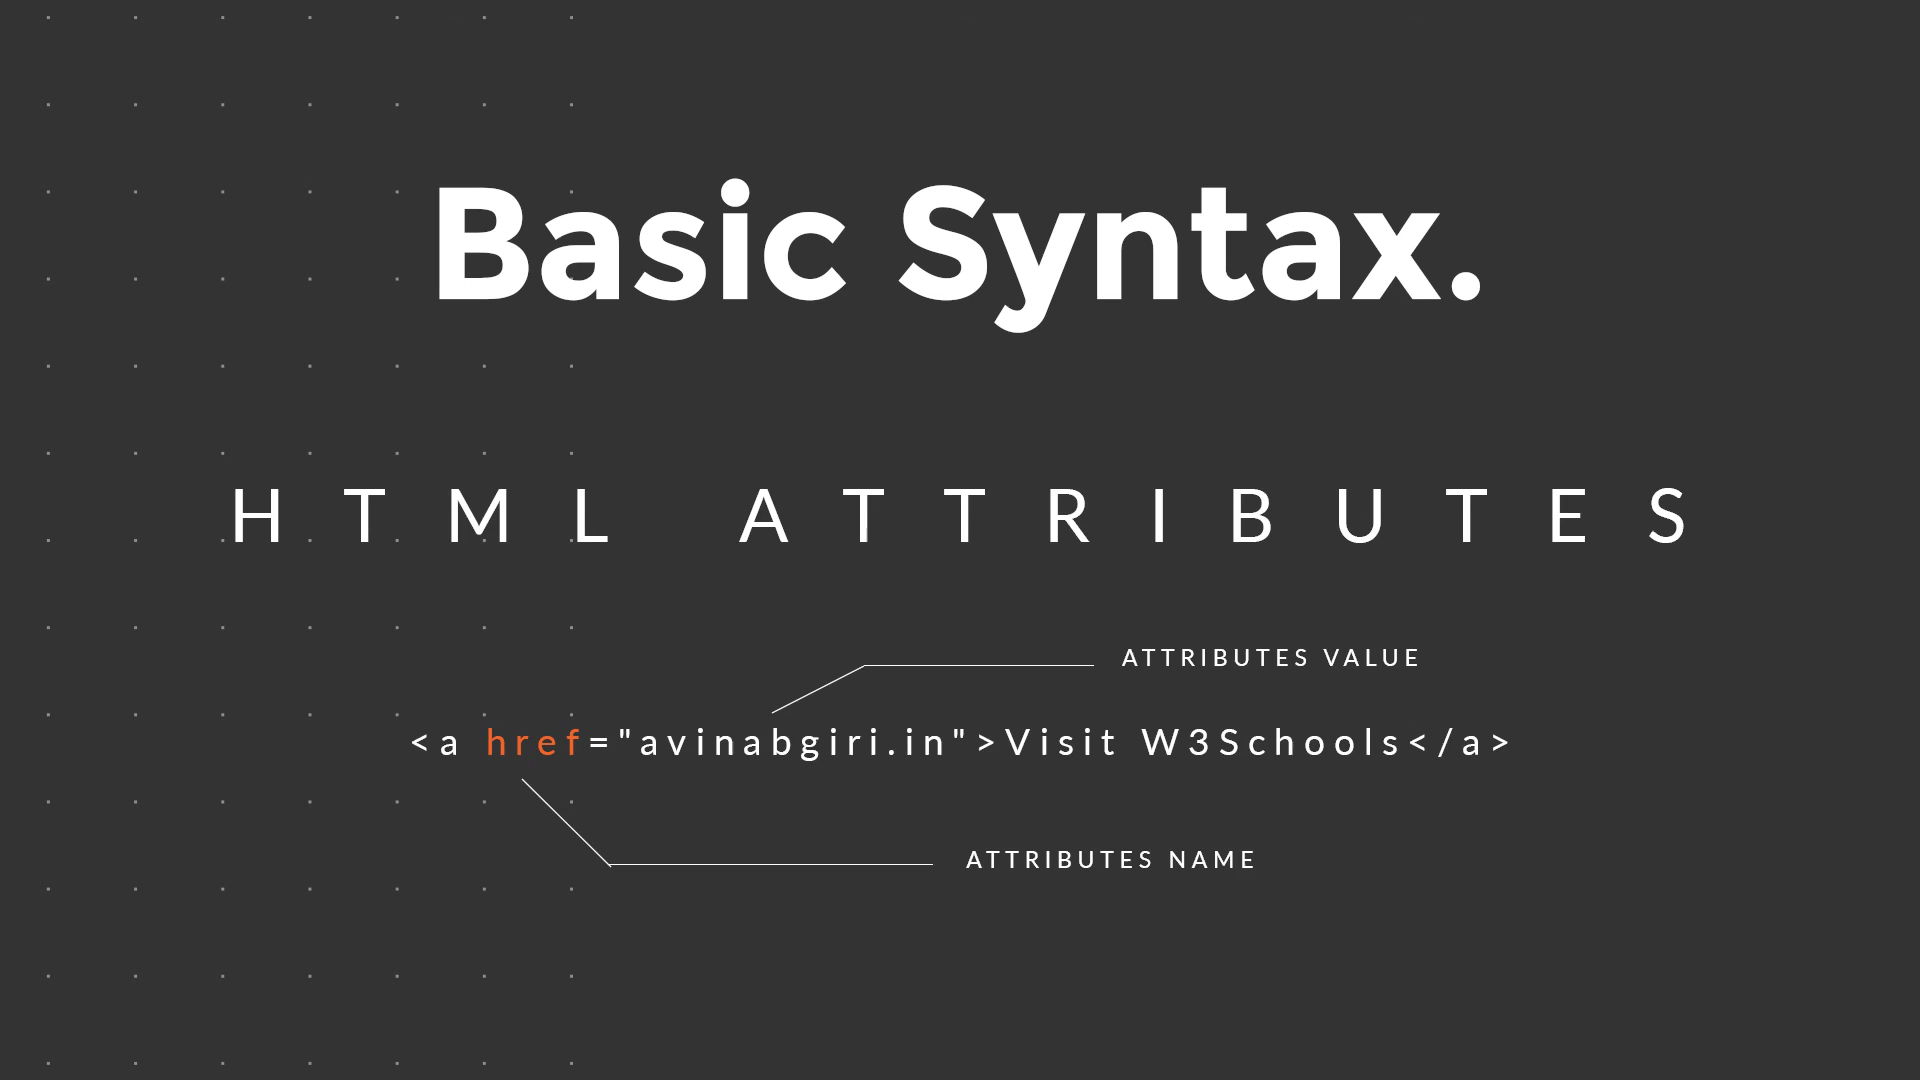 Basic Syntax.
HTML ATTRIBUTES
ATTRIBUTES VALUE
<a href="avinabgiri.in">Visit W3Schools</a>
ATTRIBUTES NAME